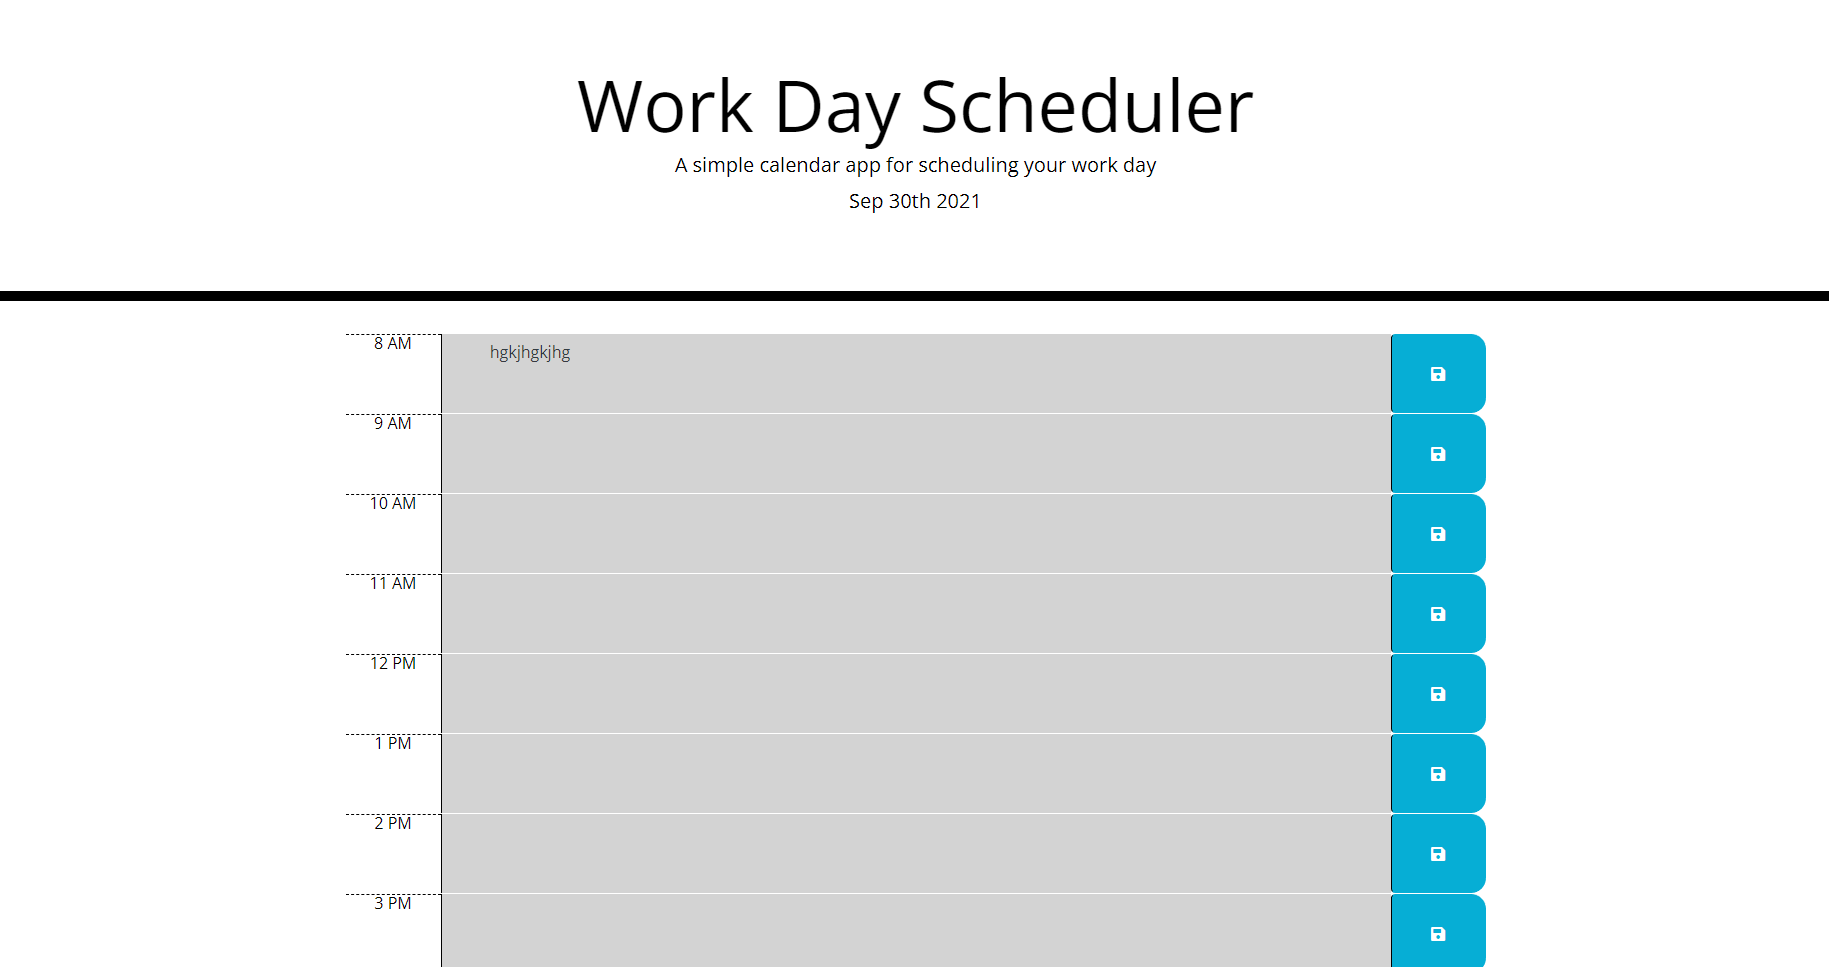 Work Day Scheduler
A simple calendar app for scheduling your work day
Sep 30th 2021
8 AM
hgkjhgkjhg
9 AM
10 AM
11 AM
12 PM
1 PM
2 PM
3 PM